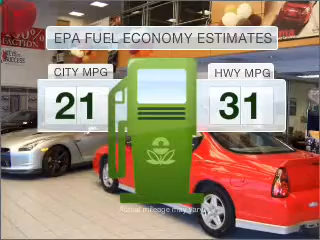 EPA FUEL ECONOMY ESTIMATES
CITY MPG
HWY MPG
21
31
Actual mileage may vary.